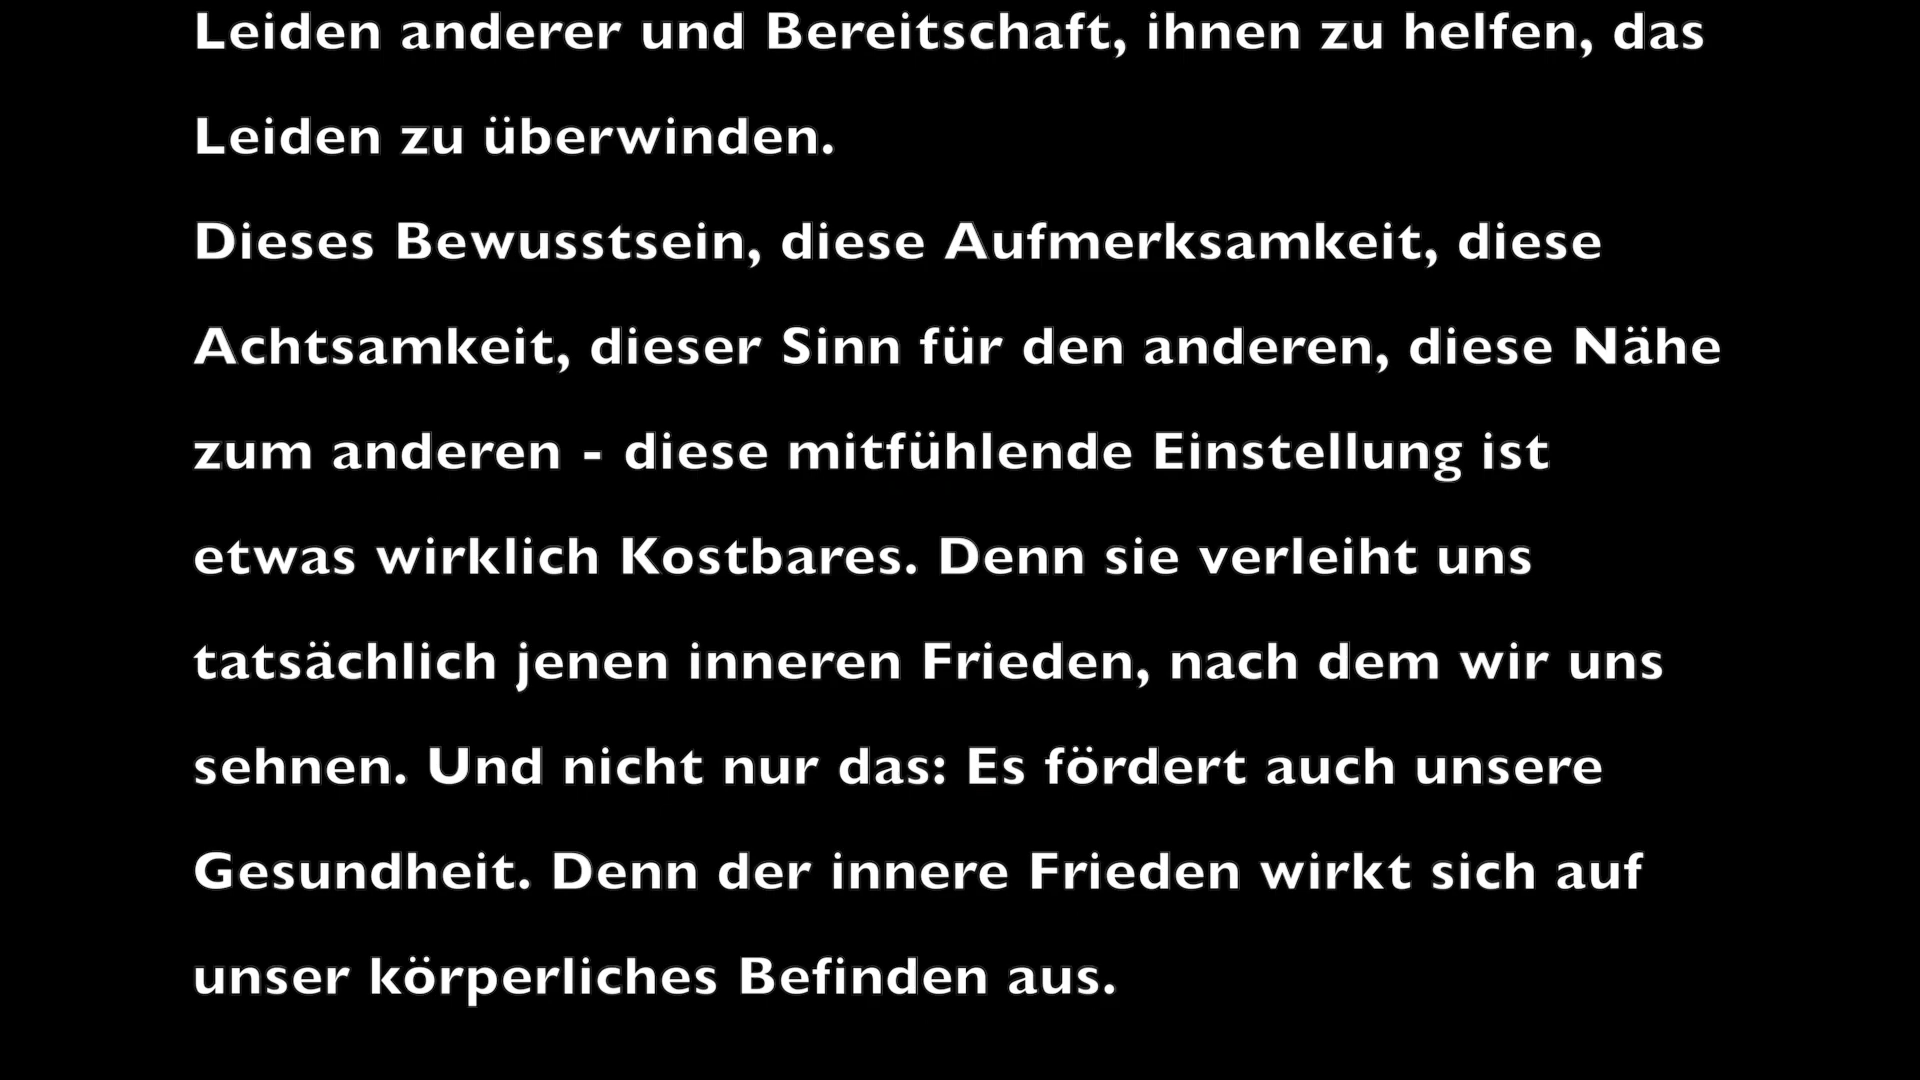 Leiden anderer und Bereitschaft, ihnen zu helfen, das
Leiden zu überwinden.
Dieses Bewusstsein, diese Aufmerksamkeit, diese
Achtsamkeit, dieser Sinn für den anderen, diese Nähe
zum anderen - diese mitfühlende Einstellung ist
etwas wirklich Kostbares. Denn sie verleiht uns
tatsächlich jenen inneren Frieden, nach dem wir uns
sehnen. Und nicht nur das: Es fördert auch unsere
Gesundheit. Denn der innere Frieden wirkt sich auf
unser körperliches Befinden aus.